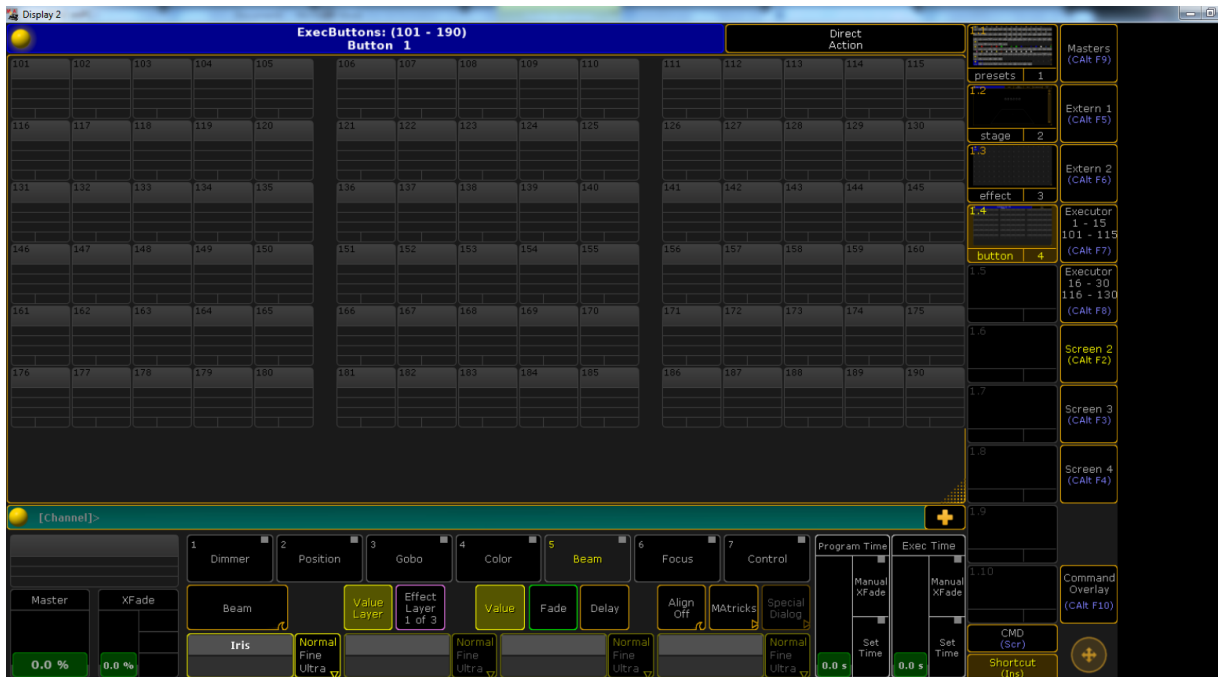 Display 2
ExecButtons: (101 - 190)
Button 1
Direct
Action
101 102 103 104 105 106 107 108 109 110 111 112 113 114 115
116 117 118 119 120 121 122 123 124 125 126 127 128 129 130
131 132 133 134 135 136 137 138 139 140 141 142 143 144 145
146 147 148 149 150 151 152 153 154 155 156 157 158 159 160
161 162 163 164 165 166 167 168 169 170 171 172 173 174 175
176 177 178 179 180 181 182 183 184 185 186 187 188 189 190
1.1
presets 1
1.2
stage 2
1.3
effect 3
1.4
button 4
1.5
1.6
1.7
1.8
1.9
1.10
CMD
(Scr)
Shortcut
(Ins)
Masters
(CAlt F9)
Extern 1
(CAlt F5)
Extern 2
(CAlt F6)
Executor
1 - 15
101 - 115
(CAlt F7)
Executor
16 - 30
116 - 130
(CAlt F8)
Screen 2
(CAlt F2)
Screen 3
(CAlt F3)
Screen 4
(CAlt F4)
Command
Overlay
(CAlt F10)
[Channel]>
Master
0.0 %
XFade
0.0 %
1 Dimmer
2 Position
3 Gobo
4 Color
5 Beam
6 Focus
7 Control
Beam
Value
Layer
Effect
Layer
1 of 3
Value
Fade
Delay
Align
Off
MAtricks
Special
Dialog
Iris
Normal
Fine
Ultra
Normal
Fine
Ultra
Normal
Fine
Ultra
Normal
Fine
Ultra
Program Time
Manual
XFade
Set
Time
0.0 s
Exec Time
Manual
XFade
Set
Time
0.0 s